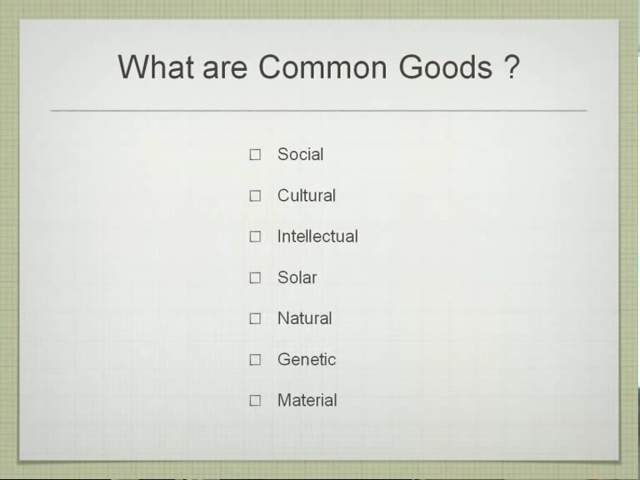 What are Common Goods ?
Social
Cultural
Intellectual
Solar
Natural
Genetic
Material